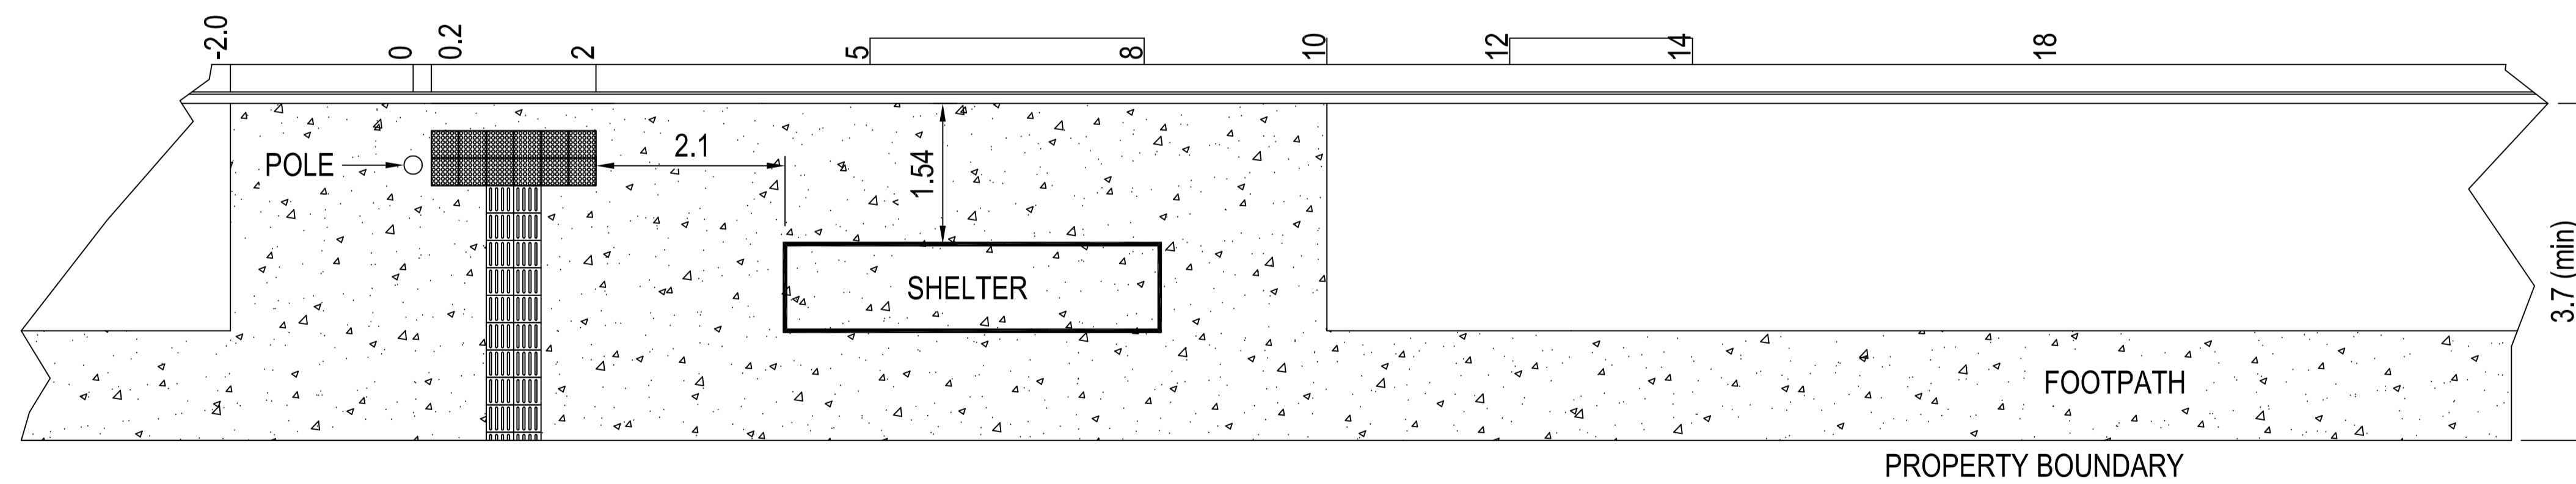 -2.0
0
0.2
2
5
8
10
12
14
18
POLE
2.1
1.54
SHELTER
3.7 (min)
FOOTPATH
PROPERTY BOUNDARY